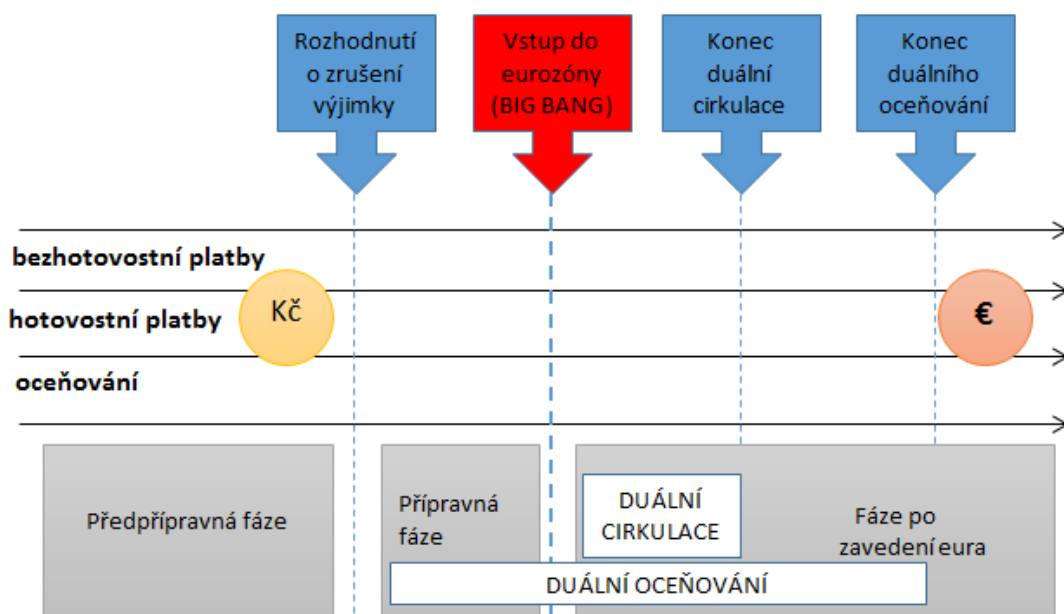 Rozhodnutí
o zrušení
výjimky
Vstup do
eurozóny
(BIG BANG)
Konec
duální
cirkulace
Konec
duálního
oceňování
bezhotovostní platby
hotovostní platby
Kč
€
oceňování
Předpřípravná fáze
Přípravná
fáze
DUÁLNÍ
CIRKULACE
Fáze po
zavedení eura
DUÁLNÍ OCEŇOVÁNÍ